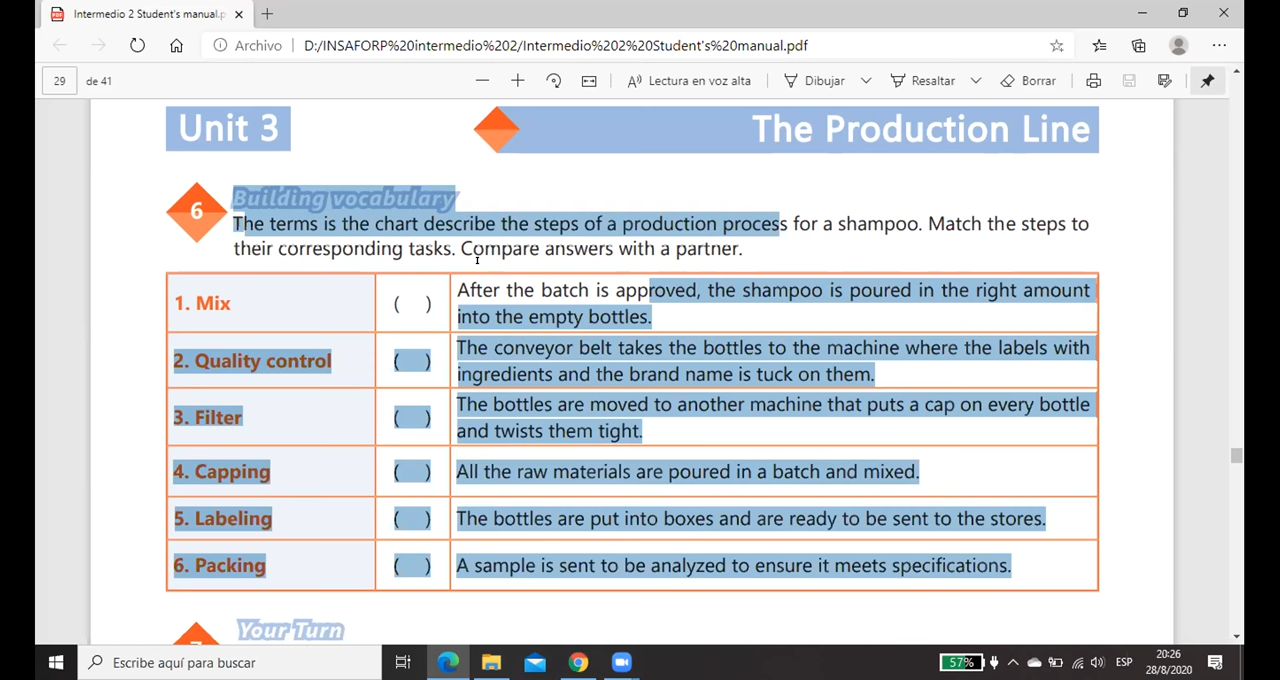 Intermedio 2 Student's manual.p
Archivo D:/INSAFORP%20intermedio%202/Intermedio%202%20Student's%20manual.pdf
29 de 41 Lectura en voz alta Dibujar Resaltar Borrar
Unit 3 The Production Line
6 Building vocabulary
The terms is the chart describe the steps of a production process for a shampoo. Match the steps to
their corresponding tasks. Compare answers with a partner.
1. Mix ( ) After the batch is approved, the shampoo is poured in the right amount
into the empty bottles.
2. Quality control ( ) The conveyor belt takes the bottles to the machine where the labels with
ingredients and the brand name is tuck on them.
3. Filter ( ) The bottles are moved to another machine that puts a cap on every bottle
and twists them tight.
4. Capping ( ) All the raw materials are poured in a batch and mixed.
5. Labeling ( ) The bottles are put into boxes and are ready to be sent to the stores.
6. Packing ( ) A sample is sent to be analyzed to ensure it meets specifications.
Your Turn
Escribe aquí para buscar 57% ESP 20:26
28/8/2020